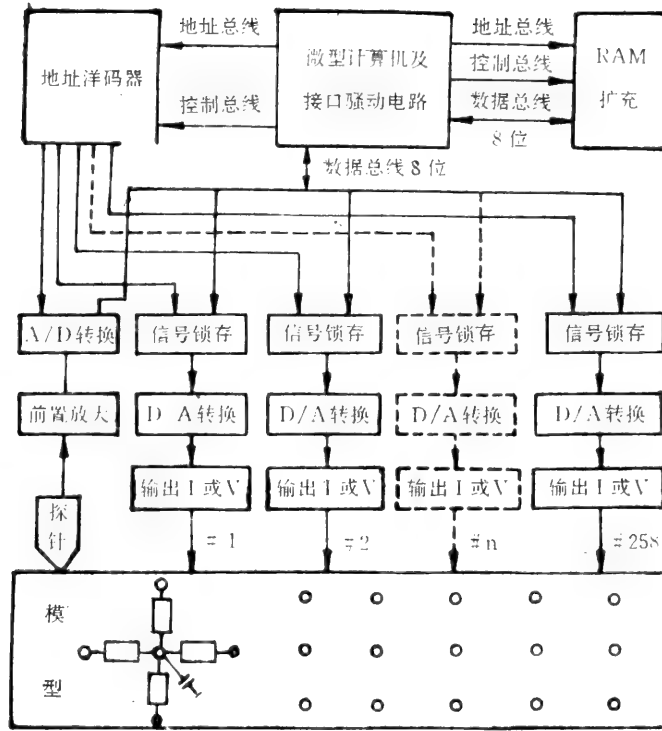 地址总线
地址洋码器
控制总线
微型计算机及
接口骚动电路
地址总线
控制总线
数据总线
8位
RAM
扩充
数据总线8位
A/D转换
信号锁存
信号锁存
信号锁存
信号锁存
前置放大
D A转换
D/A转换
D/A转换
D/A转换
输出I或V
输出I或V
输出I或V
输出I或V
探
针
#1
#2
#n
#258
模
型